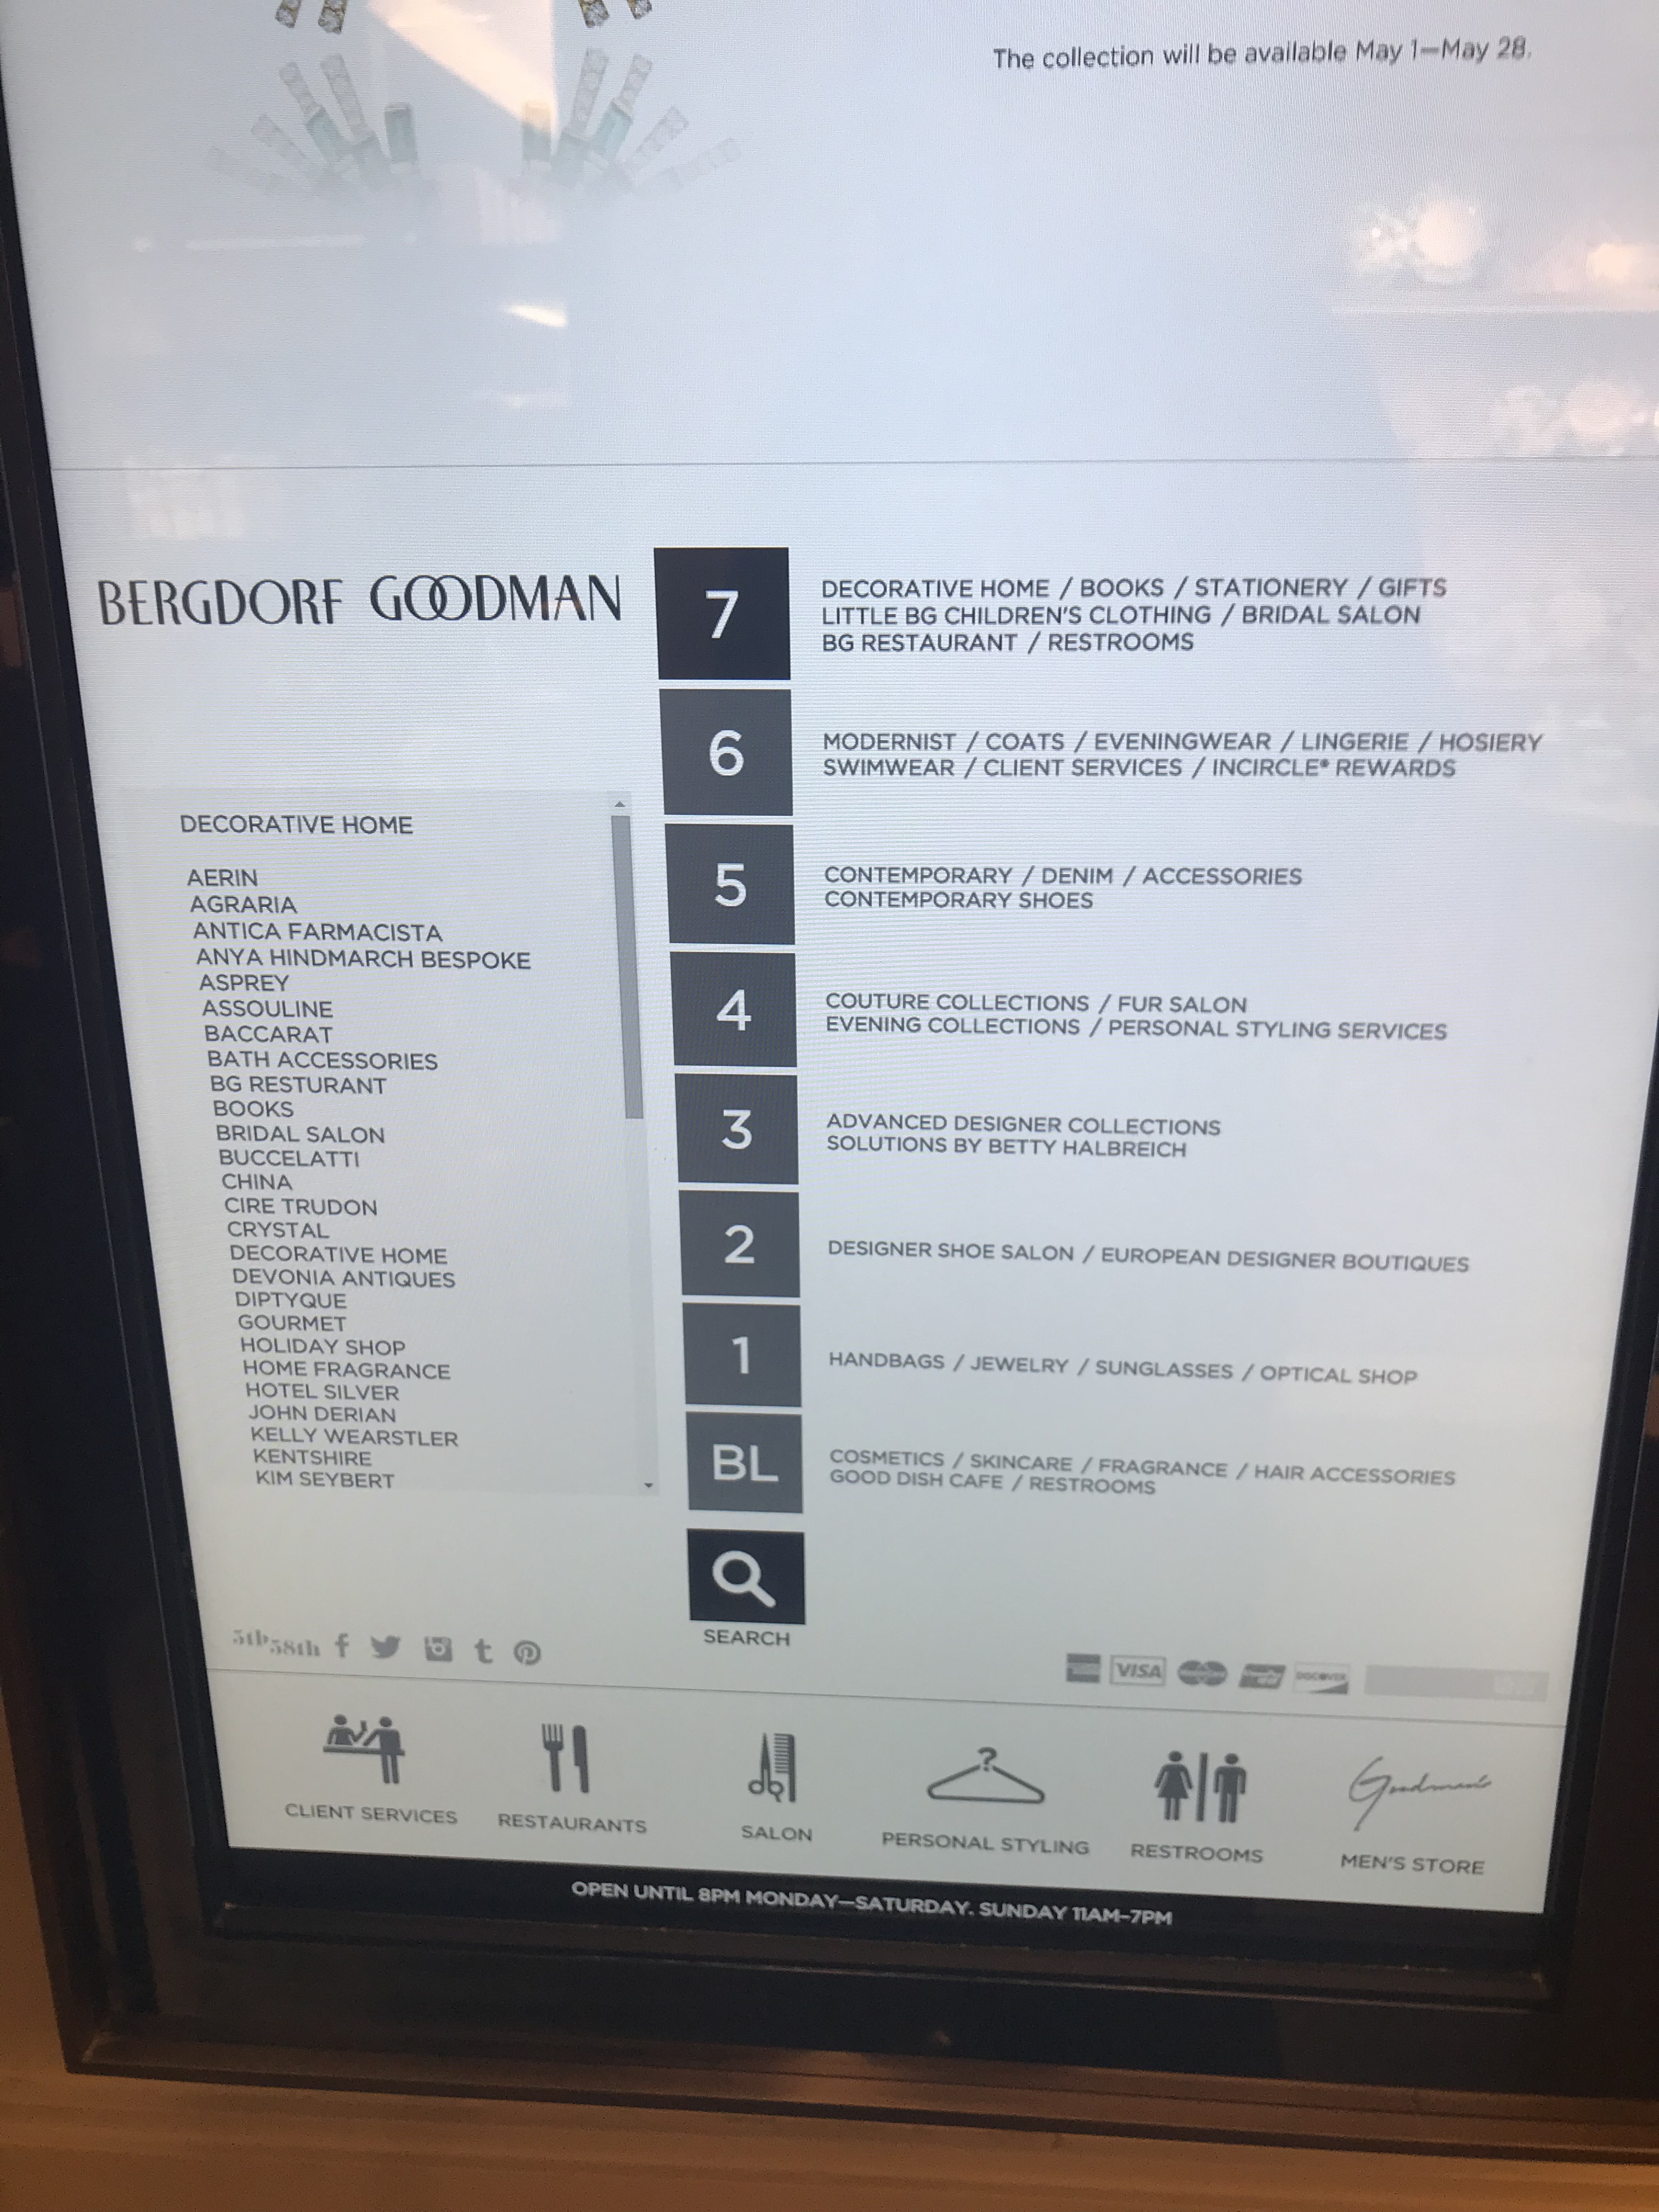 The collection will be available May 1—May 28.
BERGDORF GOODMAN
7
DECORATIVE HOME / BOOKS / STATIONERY / GIFTS
LITTLE BG CHILDREN'S CLOTHING / BRIDAL SALON
BG RESTAURANT / RESTROOMS
6
MODERNIST / COATS / EVENINGWEAR / LINGERIE / HOSIERY
SWIMWEAR / CLIENT SERVICES / INCIRCLE® REWARDS
5
CONTEMPORARY / DENIM / ACCESSORIES
CONTEMPORARY SHOES
4
COUTURE COLLECTIONS / FUR SALON
EVENING COLLECTIONS / PERSONAL STYLING SERVICES
3
ADVANCED DESIGNER COLLECTIONS
SOLUTIONS BY BETTY HALBREICH
2
DESIGNER SHOE SALON / EUROPEAN DESIGNER BOUTIQUES
1
HANDBAGS / JEWELRY / SUNGLASSES / OPTICAL SHOP
BL
COSMETICS / SKINCARE / FRAGRANCE / HAIR ACCESSORIES
GOOD DISH CAFE / RESTROOMS
SEARCH
DECORATIVE HOME
AERIN
AGRARIA
ANTICA FARMACISTA
ANYA HINDMARCH BESPOKE
ASPREY
ASSOULINE
BACCARAT
BATH ACCESSORIES
BG RESTURANT
BOOKS
BRIDAL SALON
BUCCELATTI
CHINA
CIRE TRUDON
CRYSTAL
DECORATIVE HOME
DEVONIA ANTIQUES
DIPTYQUE
GOURMET
HOLIDAY SHOP
HOME FRAGRANCE
HOTEL SILVER
JOHN DERIAN
KELLY WEARSTLER
KENTSHIRE
KIM SEYBERT
5th 58th f t
VISA DISCOVER
CLIENT SERVICES
RESTAURANTS
SALON
?
PERSONAL STYLING
RESTROOMS
Goodman's
MEN'S STORE
OPEN UNTIL 8PM MONDAY—SATURDAY. SUNDAY 11AM–7PM